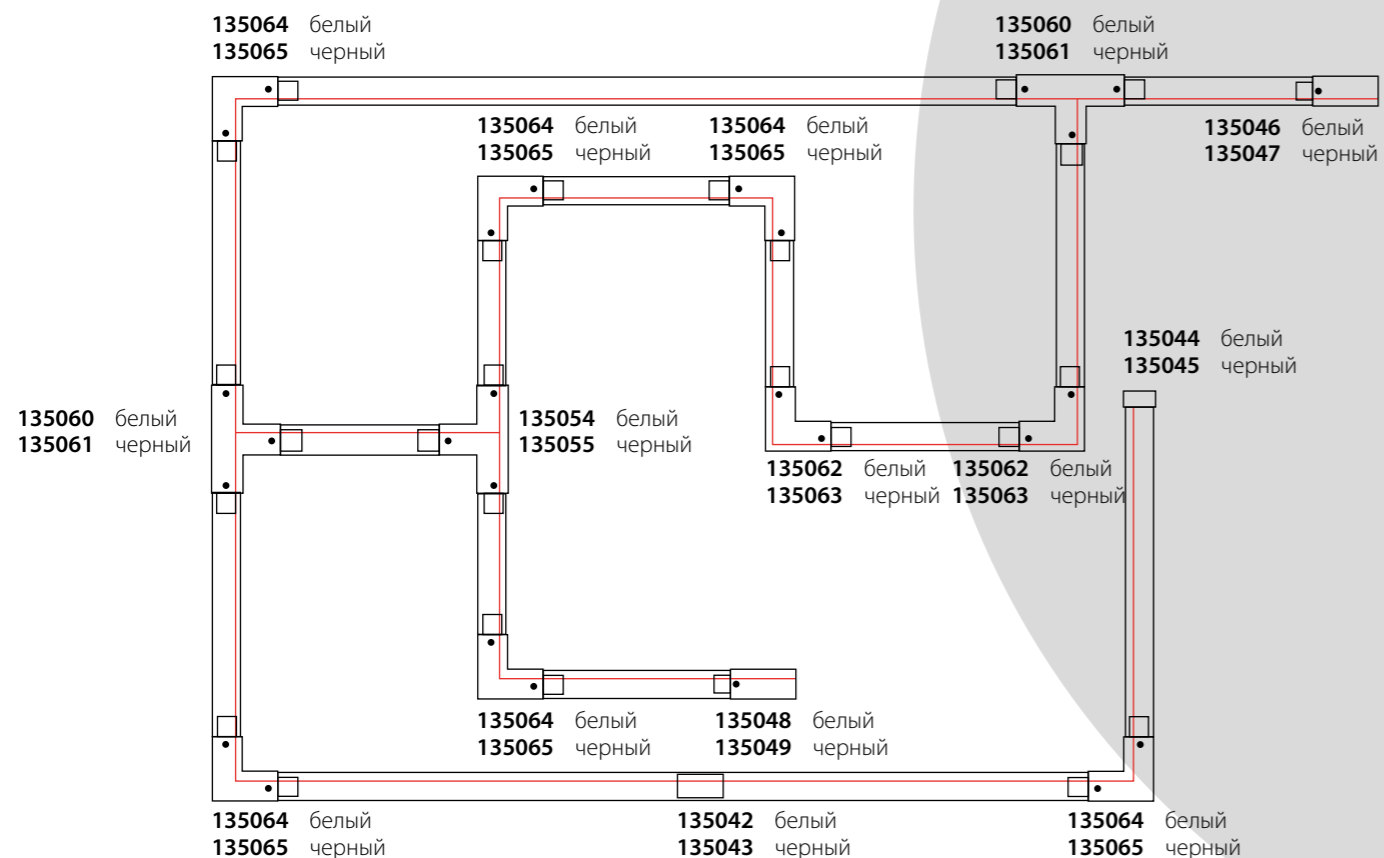 135064 белый
135065 черный
135060 белый
135061 черный
135064 белый
135065 черный
135064 белый
135065 черный
135046 белый
135047 черный
135044 белый
135045 черный
135060 белый
135061 черный
135054 белый
135055 черный
135062 белый
135063 черный
135062 белый
135063 черный
135064 белый
135065 черный
135048 белый
135049 черный
135064 белый
135065 черный
135042 белый
135043 черный
135064 белый
135065 черный